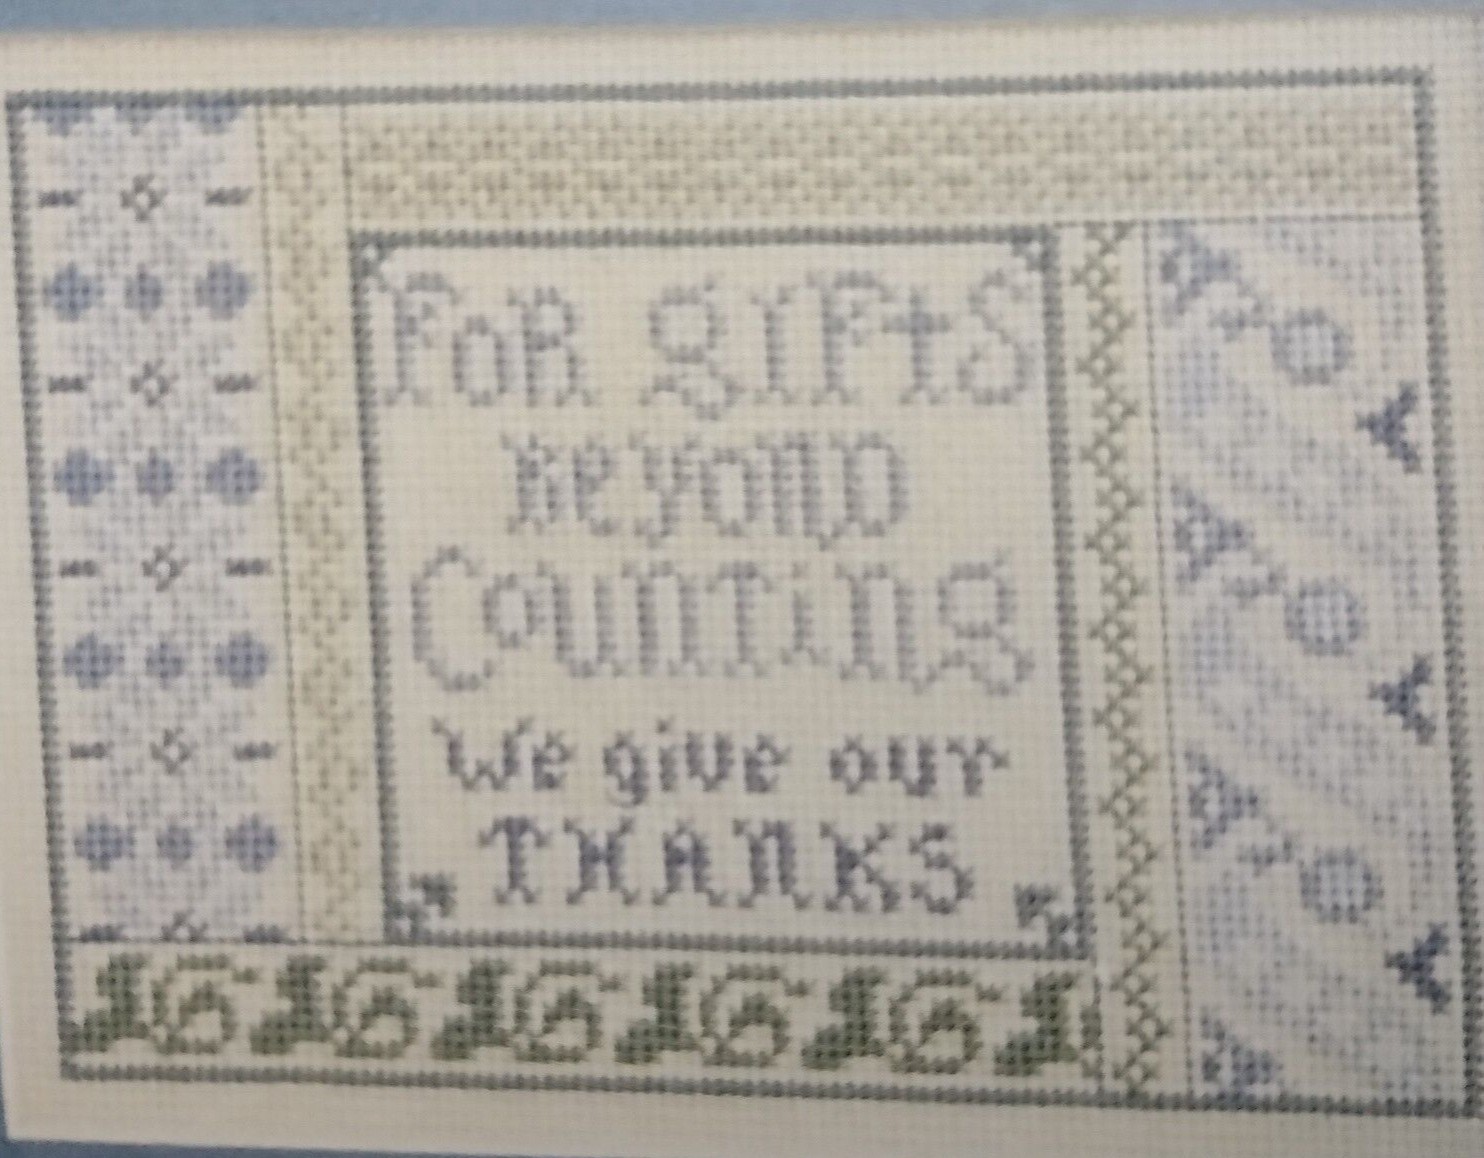 FoR gIFtS
BEYOND
CounTing
We give our
THANKS